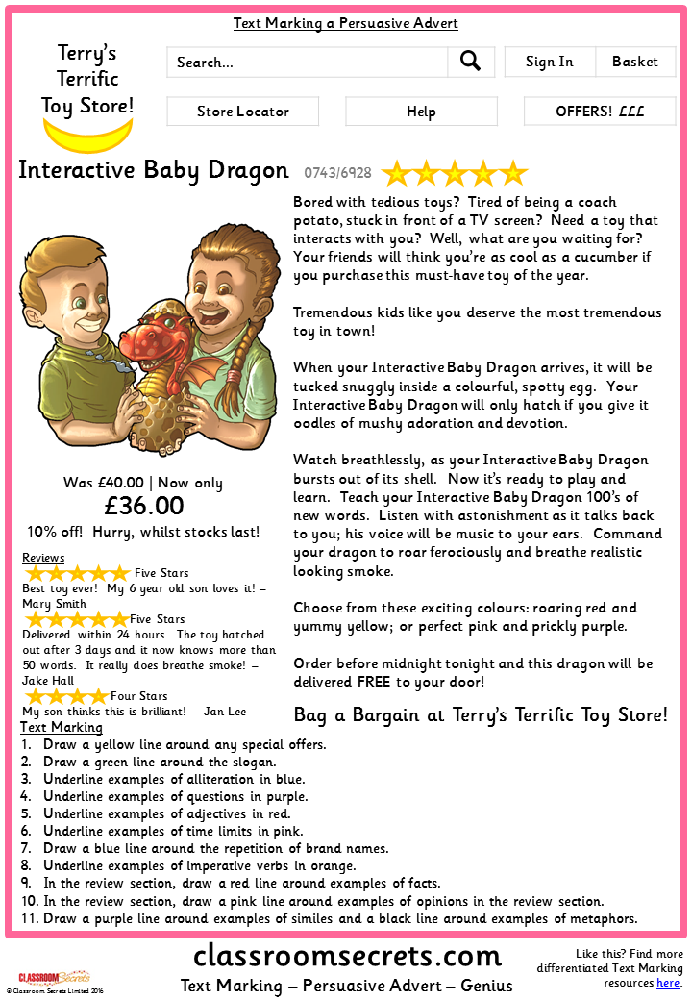 Text Marking a Persuasive Advert
Terry's
Terrific
Toy Store!
Search...
Sign In
Basket
Store Locator
Help
OFFERS! £££
Interactive Baby Dragon 0743/6928
Bored with tedious toys? Tired of being a coach
potato, stuck in front of a TV screen? Need a toy that
interacts with you? Well, what are you waiting for?
Your friends will think you're as cool as a cucumber if
you purchase this must-have toy of the year.
Tremendous kids like you deserve the most tremendous
toy in town!
When your Interactive Baby Dragon arrives, it will be
tucked snuggly inside a colourful, spotty egg. Your
Interactive Baby Dragon will only hatch if you give it
oodles of mushy adoration and devotion.
Watch breathlessly, as your Interactive Baby Dragon
bursts out of its shell. Now it's ready to play and
learn. Teach your Interactive Baby Dragon 100's of
new words. Listen with astonishment as it talks back
to you; his voice will be music to your ears. Command
your dragon to roar ferociously and breathe realistic
looking smoke.
Choose from these exciting colours: roaring red and
yummy yellow; or perfect pink and prickly purple.
Order before midnight tonight and this dragon will be
delivered FREE to your door!
Bag a Bargain at Terry's Terrific Toy Store!
Was £40.00 | Now only
£36.00
10% off! Hurry, whilst stocks last!
Reviews
Five Stars
Best toy ever! My 6 year old son loves it! –
Mary Smith
Five Stars
Delivered within 24 hours. The toy hatched
out after 3 days and it now knows more than
50 words. It really does breathe smoke! –
Jake Hall
Four Stars
My son thinks this is brilliant! – Jan Lee
Text Marking
1. Draw a yellow line around any special offers.
2. Draw a green line around the slogan.
3. Underline examples of alliteration in blue.
4. Underline examples of questions in purple.
5. Underline examples of adjectives in red.
6. Underline examples of time limits in pink.
7. Draw a blue line around the repetition of brand names.
8. Underline examples of imperative verbs in orange.
9. In the review section, draw a red line around examples of facts.
10. In the review section, draw a pink line around examples of opinions in the review section.
11. Draw a purple line around examples of similes and a black line around examples of metaphors.
classroomsecrets.com
Text Marking – Persuasive Advert – Genius
CLASSROOM Secrets
© Classroom Secrets Limited 2016
Like this? Find more
differentiated Text Marking
resources here.